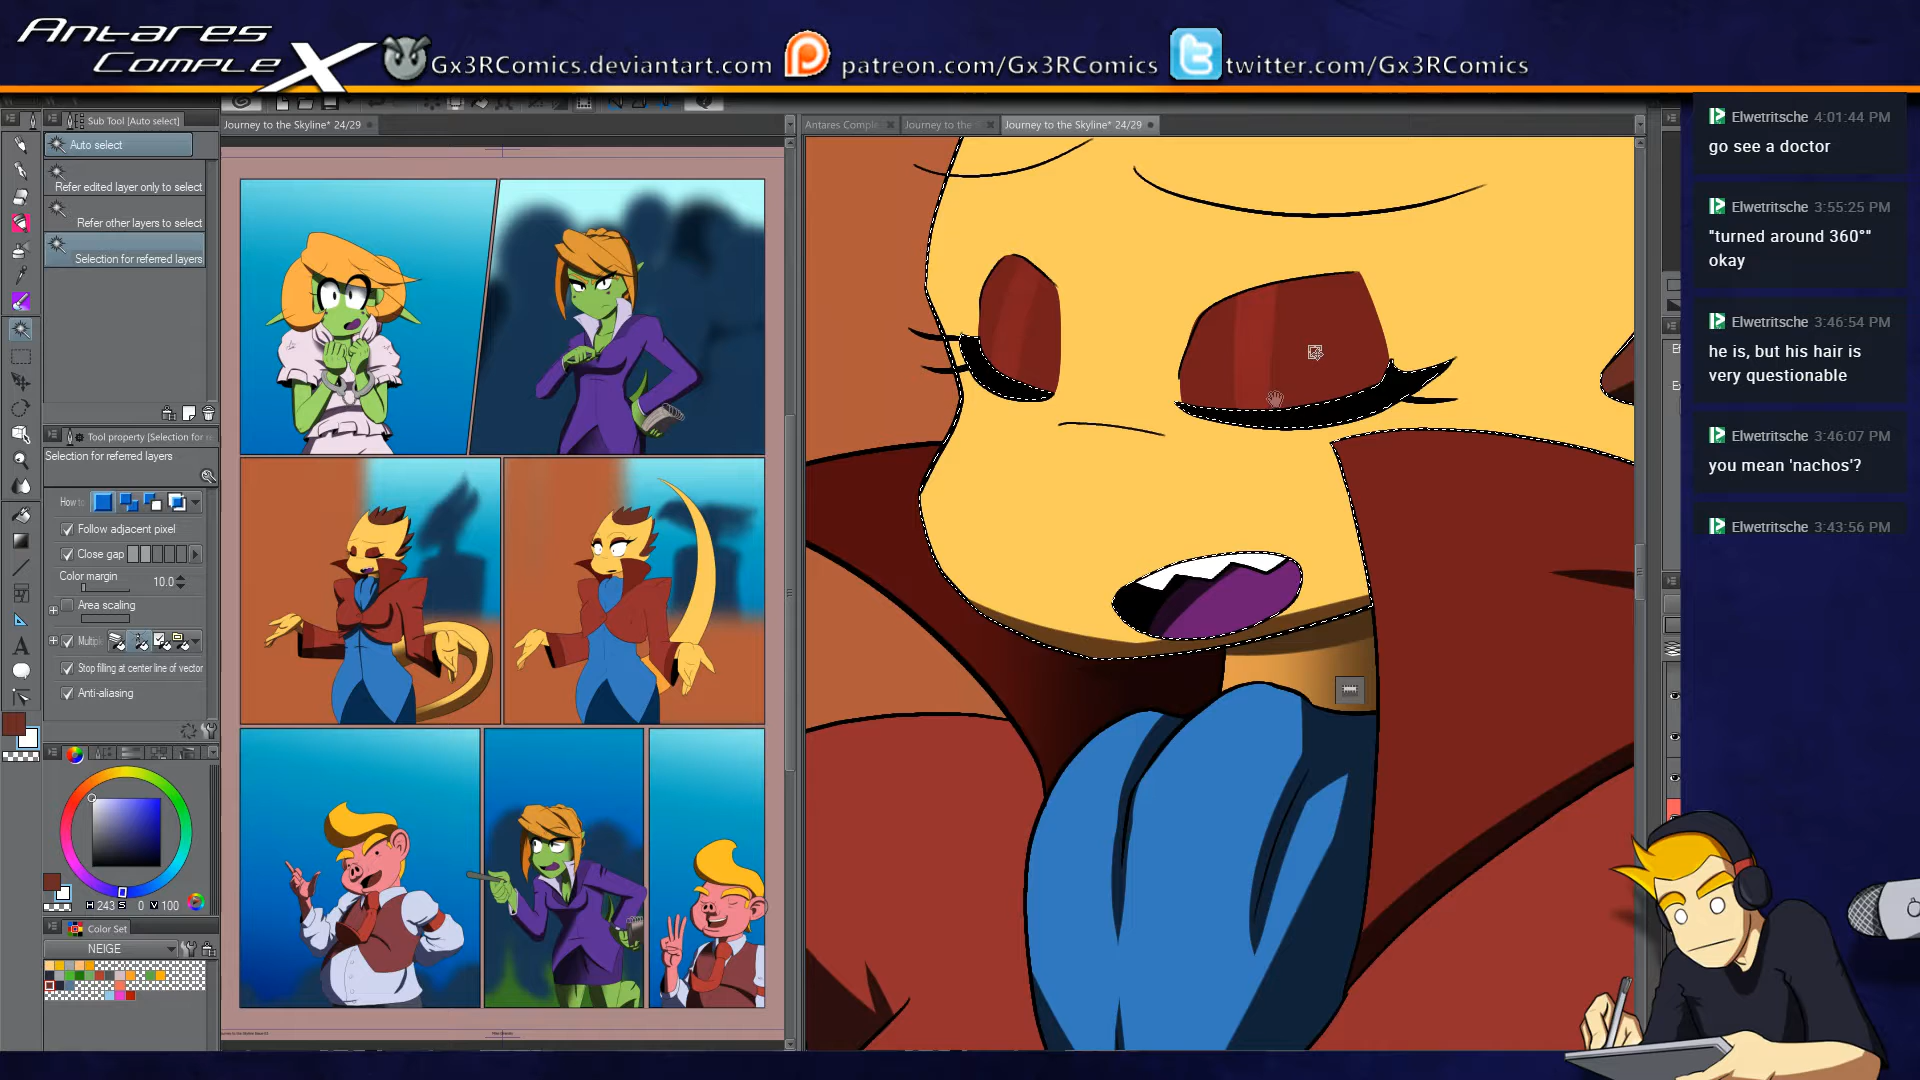 Antares
Complex
Gx3RComics.deviantart.com
patreon.com/Gx3RComics
twitter.com/Gx3RComics
Sub Tool [Auto select]
Auto select
Refer edited layer only to select
Refer other layers to select
Selection for referred layers
Tool property [Selection for re
Selection for referred layers
How to
Follow adjacent pixel
Close gap
Color margin
10.0
Area scaling
Multiple
Stop filling at center line of vector
Anti-aliasing
H 243 S 0 V 100
Color Set
NEIGE
Journey to the Skyline* 24/29
Antares Comple
Journey to the
Journey to the Skyline* 24/29
Elwetritsche 4:01:44 PM
go see a doctor
Elwetritsche 3:55:25 PM
"turned around 360°"
okay
Elwetritsche 3:46:54 PM
he is, but his hair is
very questionable
Elwetritsche 3:46:07 PM
you mean 'nachos'?
Elwetritsche 3:43:56 PM